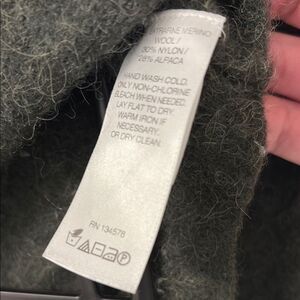 EXTRAFINE MERINO
WOOL/
30% NYLON/
28% ALPACA
HAND WASH COLD.
ONLY NON-CHLORINE
BLEACH WHEN NEEDED.
LAY FLAT TO DRY.
WARM IRON IF
NECESSARY.
OR DRY CLEAN.
RN 134578